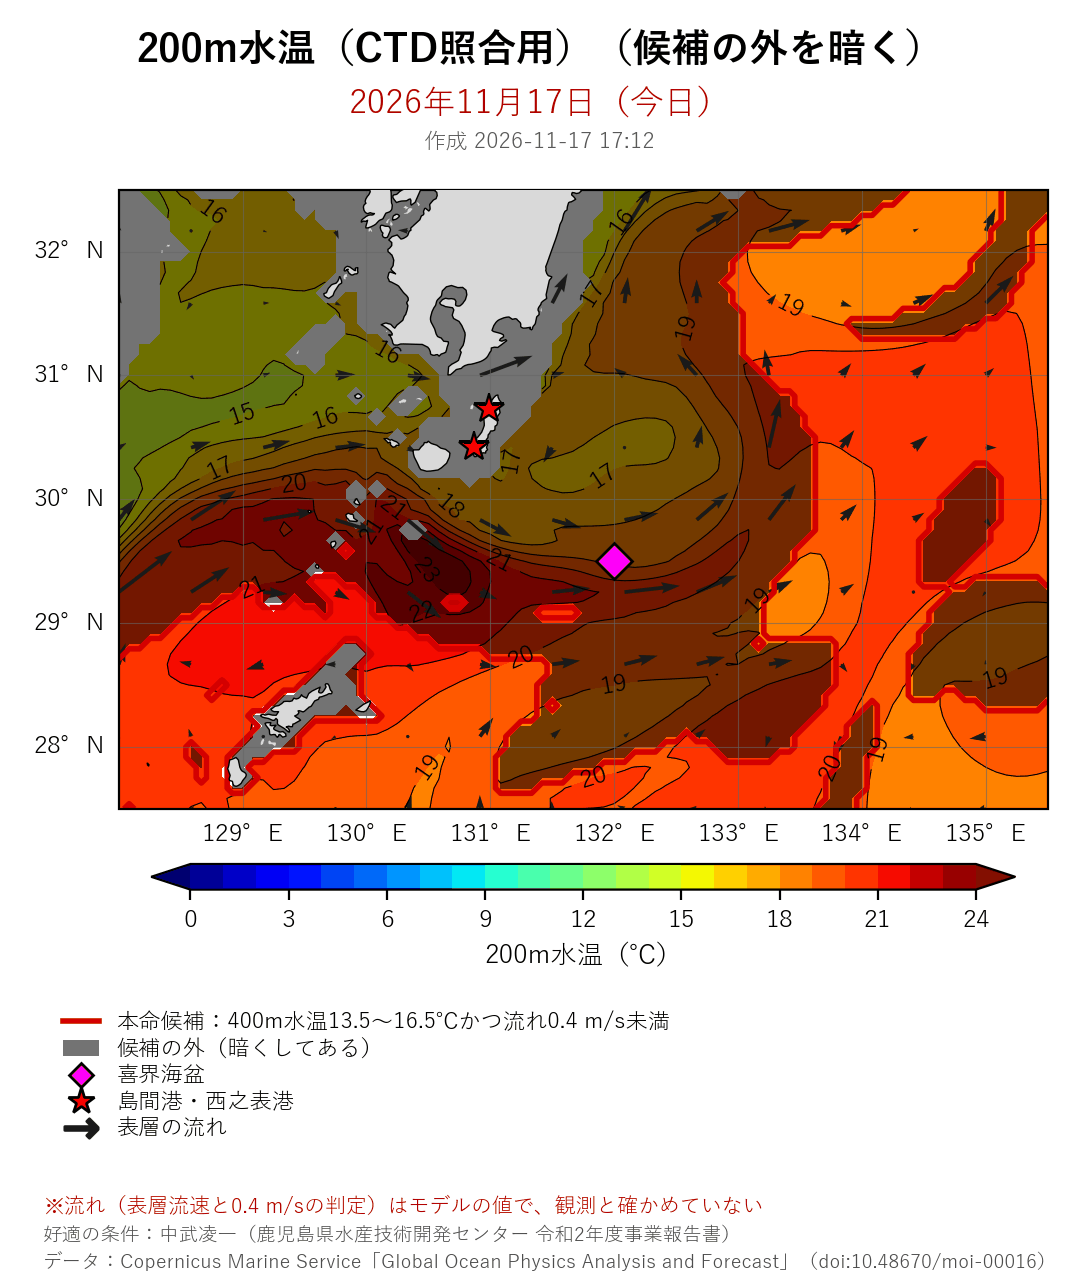 200m水温（CTD照合用）（候補の外を暗く）
2026年11月17日（今日）
作成 2026-11-17 17:12
32° N
31° N
30° N
29° N
28° N
16
16
17
19
19
16
15
16
17
20
21
21
18
17
17
21
23
22
21
20
19
19
19
19
20
20
19
129° E
130° E
131° E
132° E
133° E
134° E
135° E
0
3
6
9
12
15
18
21
24
200m水温（°C）
本命候補：400m水温13.5～16.5°Cかつ流れ0.4 m/s未満
候補の外（暗くしてある）
喜界海盆
島間港・西之表港
表層の流れ
※流れ（表層流速と0.4 m/sの判定）はモデルの値で、観測と確かめていない
好適の条件：中武凌一（鹿児島県水産技術開発センター 令和2年度事業報告書）
データ：Copernicus Marine Service「Global Ocean Physics Analysis and Forecast」（doi:10.48670/moi-00016）